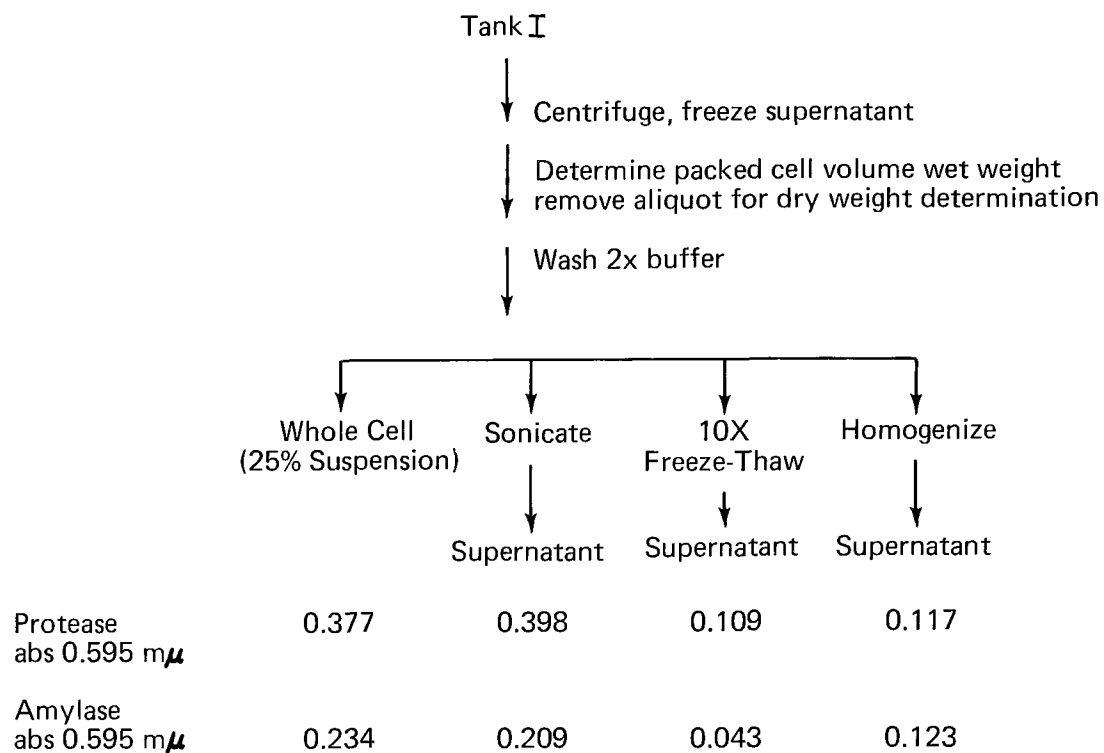 Tank I
Centrifuge, freeze supernatant
Determine packed cell volume wet weight
remove aliquot for dry weight determination
Wash 2x buffer
Whole Cell
(25% Suspension)
Sonicate
10X
Freeze-Thaw
Homogenize
Supernatant
Supernatant
Supernatant
Protease
abs 0.595 mμ
0.377
0.398
0.109
0.117
Amylase
abs 0.595 mμ
0.234
0.209
0.043
0.123